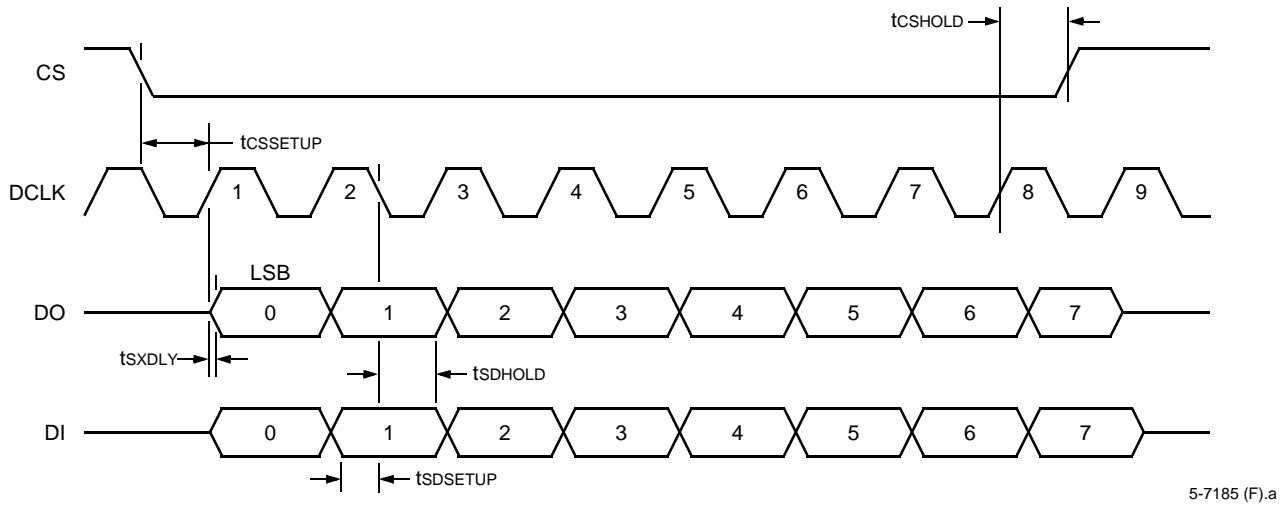 tCSHOLD
CS
tCSSETUP
DCLK 1 2 3 4 5 6 7 8 9
LSB
DO 0 1 2 3 4 5 6 7
tSXDLY
tSDHOLD
DI 0 1 2 3 4 5 6 7
tSDSETUP
5-7185 (F).a